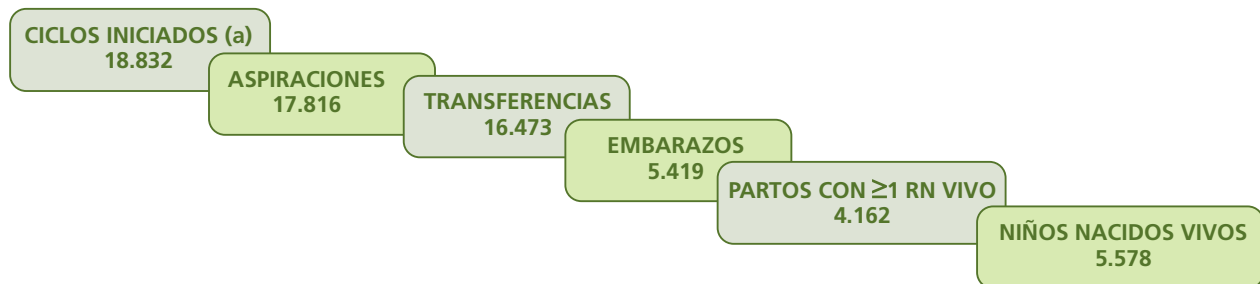 CICLOS INICIADOS (a)
18.832
ASPIRACIONES
17.816
TRANSFERENCIAS
16.473
EMBARAZOS
5.419
PARTOS CON ≥1 RN VIVO
4.162
NIÑOS NACIDOS VIVOS
5.578